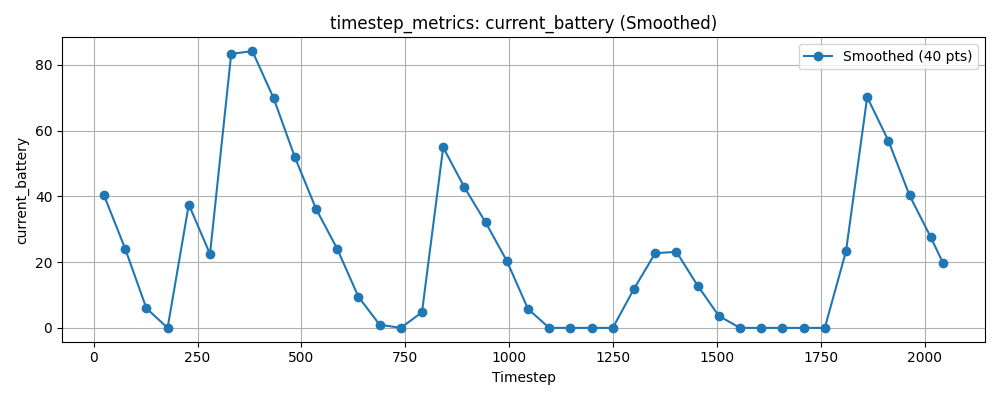 timestep_metrics: current_battery (Smoothed)
Smoothed (40 pts)
current_battery
80
60
40
20
0
0 250 500 750 1000 1250 1500 1750 2000
Timestep